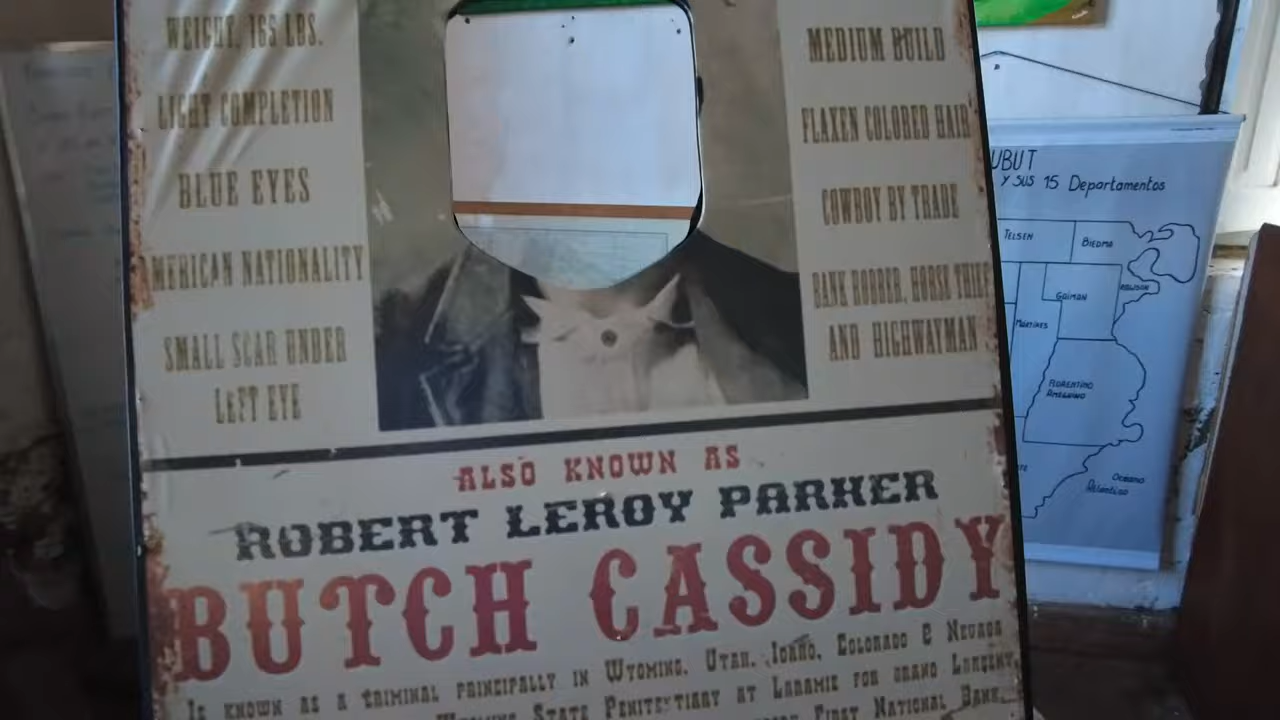 WEIGHT, 165 LBS.
LIGHT COMPLETION
BLUE EYES
MERICAN NATIONALITY
SMALL SCAR UNDER
LEFT EYE
MEDIUM BUILD
FLAXEN COLORED HAIR
COWBOY BY TRADE
BANK ROBBER, HORSE THIEF
AND HIGHWAYMAN
ALSO KNOWN AS
ROBERT LEROY PARKER
BUTCH CASSIDY
IS KNOWN AS A CRIMINAL PRINCIPALLY IN WYOMING, UTAH, IDAHO, COLORADO & NEVADA
WYOMING STATE PENITENTIARY AT LARAMIE FOR GRAND LARCENY
FIRST NATIONAL BANK
UBUT
Y SUS 15 Departamentos
TELSEN
BIEDMA
GAIMAN
RAWSON
MARTIRES
FLORENTINO
AMEGUINO
Oceano
Atlantico